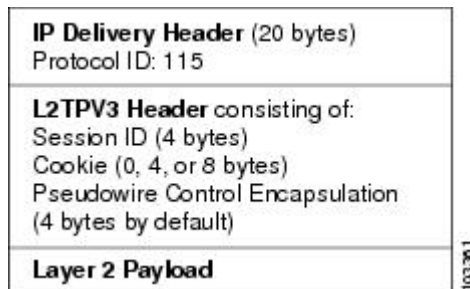 IP Delivery Header (20 bytes)
Protocol ID: 115
L2TPV3 Header consisting of:
Session ID (4 bytes)
Cookie (0, 4, or 8 bytes)
Pseudowire Control Encapsulation
(4 bytes by default)
Layer 2 Payload